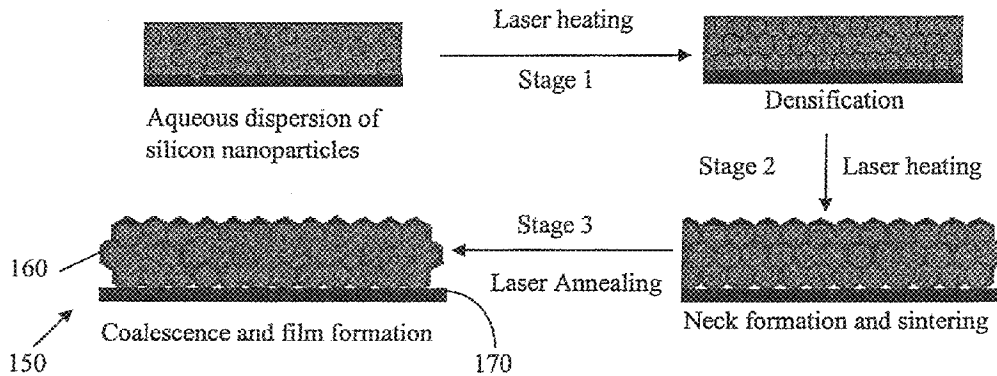 Laser heating
Stage 1
Aqueous dispersion of
silicon nanoparticles
Densification
Stage 2
Laser heating
Stage 3
Laser Annealing
160
150
Coalescence and film formation
170
Neck formation and sintering